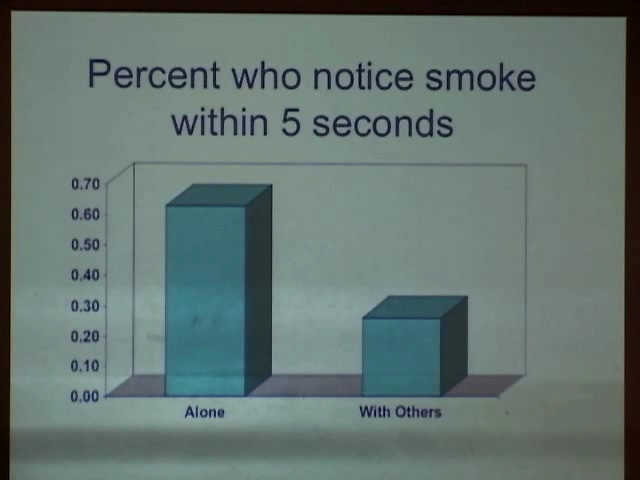 Percent who notice smoke
within 5 seconds
0.70
0.60
0.50
0.40
0.30
0.20
0.10
0.00
Alone
With Others